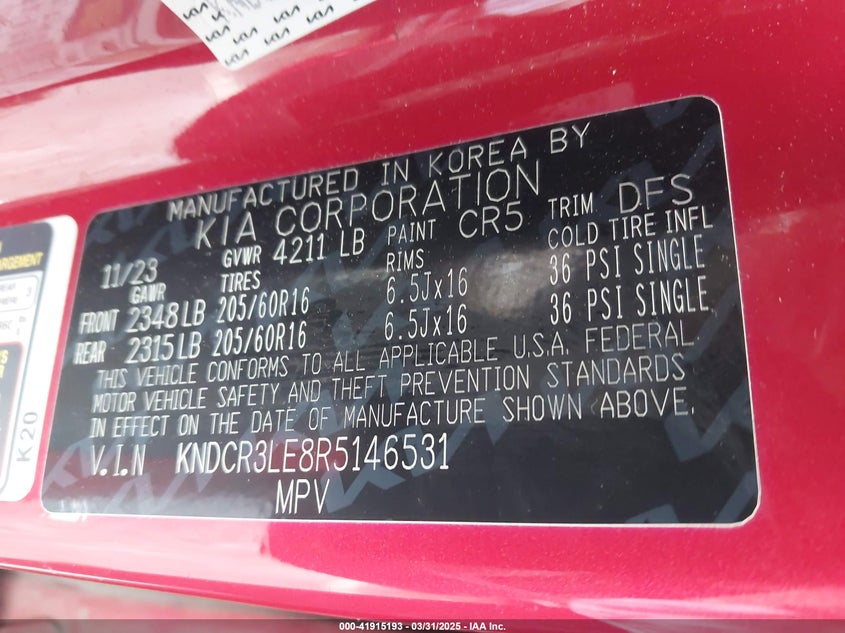 MANUFACTURED IN KOREA BY
KIA CORPORATION
11/23 GVWR 4211 LB PAINT CR5 TRIM DFS
GAWR TIRES RIMS COLD TIRE INFL
FRONT 2348 LB 205/60R16 6.5Jx16 36 PSI SINGLE
REAR 2315 LB 205/60R16 6.5Jx16 36 PSI SINGLE
THIS VEHICLE CONFORMS TO ALL APPLICABLE U.S.A. FEDERAL
MOTOR VEHICLE SAFETY AND THEFT PREVENTION STANDARDS
IN EFFECT ON THE DATE OF MANUFACTURE SHOWN ABOVE.
V.I.N KNDCR3LE8R5146531
MPV
K20
000-41915193 - 03/31/2025 - IAA Inc.